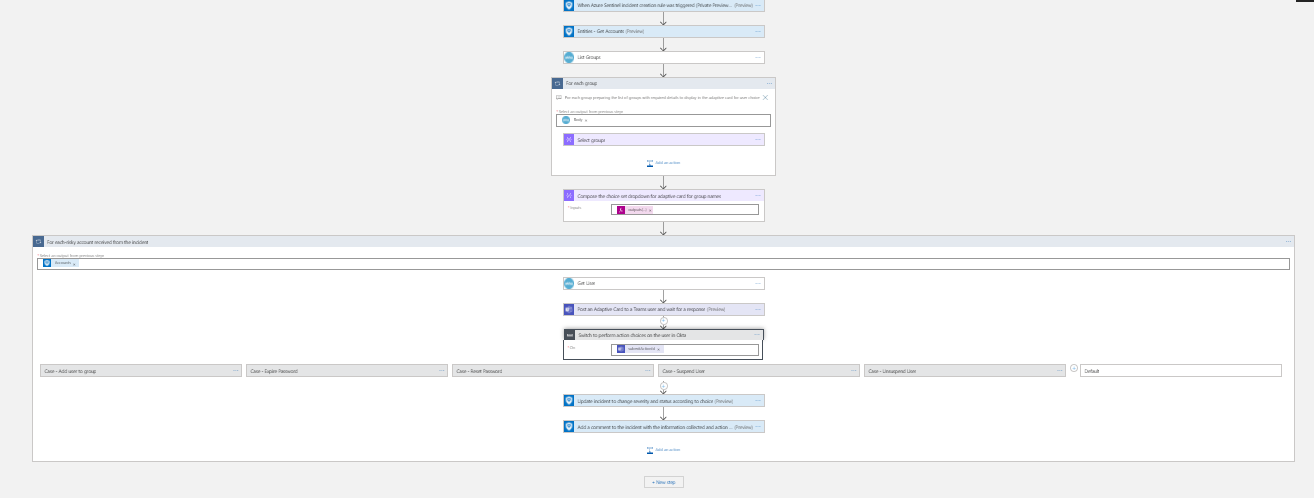 When Azure Sentinel incident creation rule was triggered (Private Preview... (Preview)
Entities - Get Accounts (Preview)
List Groups
For each group
For each group preparing the list of groups with required details to display in the adaptive card for user choice
* Select an output from previous steps
Body ×
Select groups
Add an action
Compose the choice set dropdown for adaptive card for group names
* Inputs
outputs(...) ×
For each risky account received from the incident
* Select an output from previous steps
Accounts ×
Get User
Post an Adaptive Card to a Teams user and wait for a response (Preview)
Switch to perform action choices on the user in Okta
* On
submitActionId ×
Case - Add user to group
Case - Expire Password
Case - Reset Password
Case - Suspend User
Case - Unsuspend User
Default
Update incident to change severity and status according to choice (Preview)
Add a comment to the incident with the information collected and action ... (Preview)
Add an action
+ New step